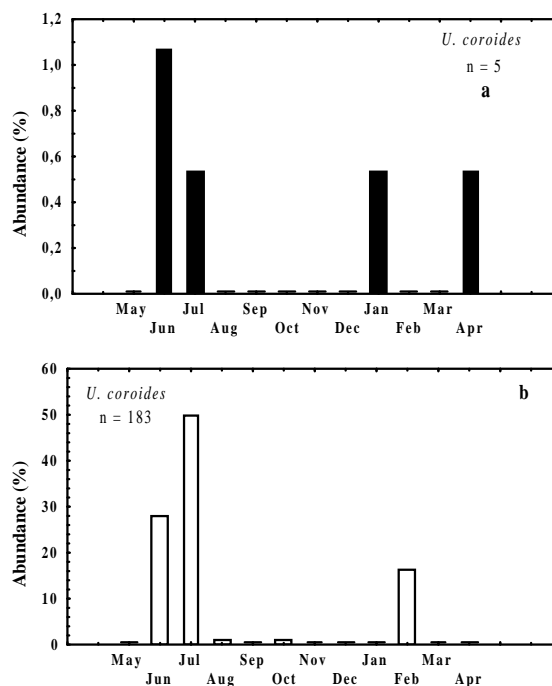 1,2
1,0
0,8
0,6
0,4
0,2
0,0
Abundance (%)
U. coroides
n = 5
a
May Jul Sep Nov Jan Mar
Jun Aug Oct Dec Feb Apr
60
50
40
30
20
10
0
Abundance (%)
U. coroides
n = 183
b
May Jul Sep Nov Jan Mar
Jun Aug Oct Dec Feb Apr